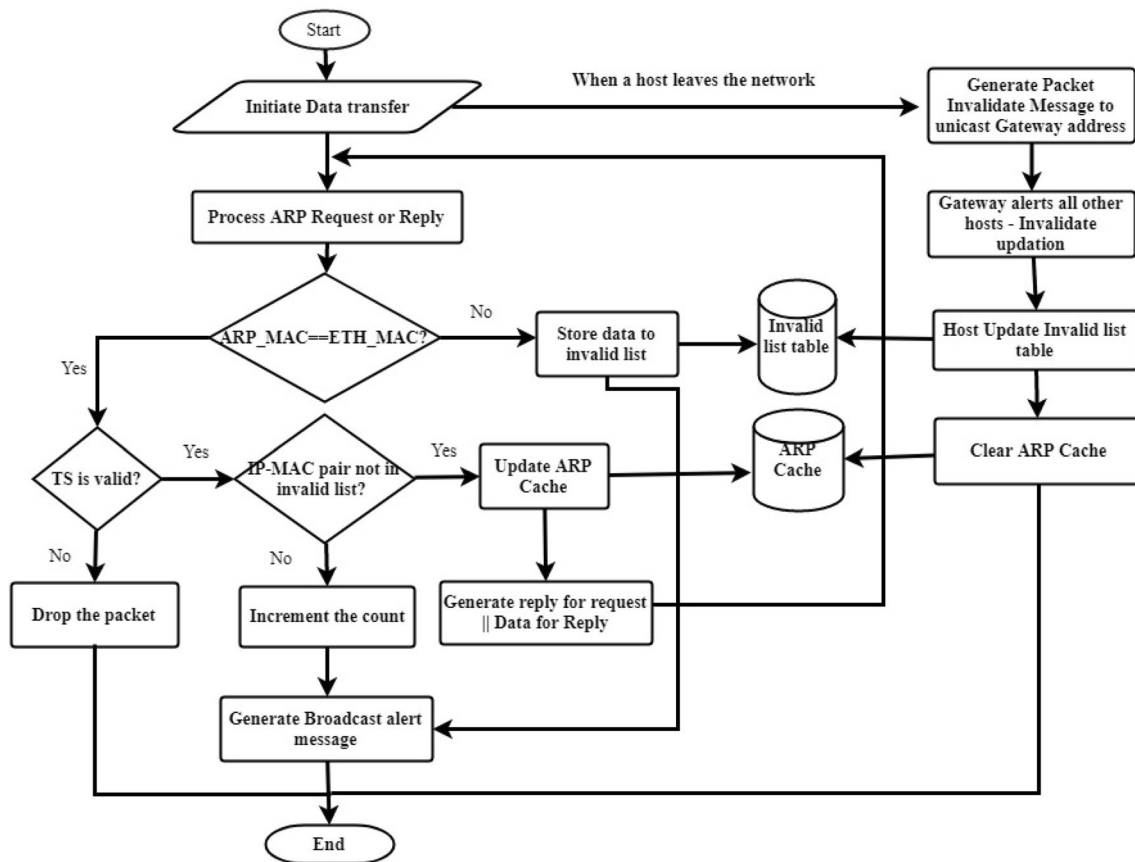 Start
Initiate Data transfer
When a host leaves the network
Generate Packet
Invalidate Message to
unicast Gateway address
Process ARP Request or Reply
Gateway alerts all other
hosts - Invalidate
updation
ARP_MAC==ETH_MAC?
No
Store data to
invalid list
Invalid
list table
Host Update Invalid list
table
Yes
TS is valid?
Yes
IP-MAC pair not in
invalid list?
Yes
Update ARP
Cache
ARP
Cache
Clear ARP Cache
No
No
Drop the packet
Increment the count
Generate reply for request
|| Data for Reply
Generate Broadcast alert
message
End